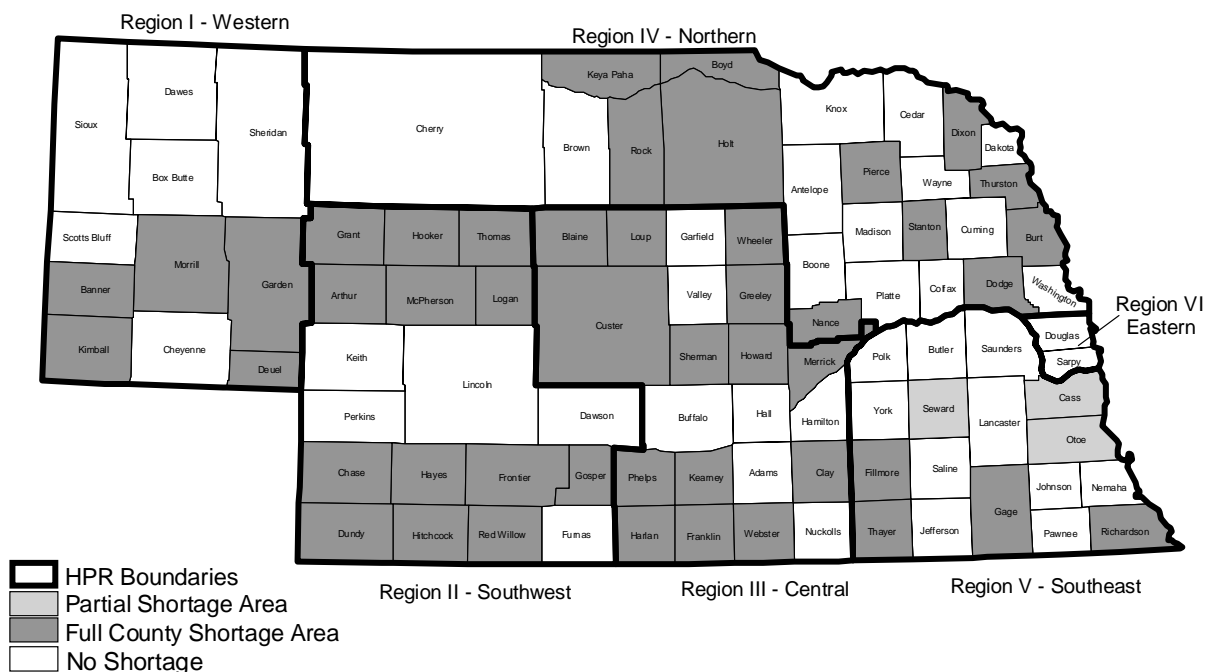 Region I - Western
Region IV - Northern
Boyd
Keya Paha
Dawes
Knox
Cedar
Sioux
Sheridan
Cherry
Brown
Rock
Holt
Dixon
Dakota
Box Butte
Pierce
Wayne
Thurston
Antelope
Scotts Bluff
Grant
Hooker
Thomas
Blaine
Loup
Garfield
Wheeler
Madison
Stanton
Cuming
Burt
Morrill
Boone
Banner
Garden
Arthur
McPherson
Logan
Valley
Greeley
Platte
Colfax
Dodge
Washington
Region VI
Eastern
Custer
Nance
Kimball
Cheyenne
Keith
Sherman
Howard
Merrick
Polk
Butler
Saunders
Douglas
Sarpy
Deuel
Lincoln
Perkins
Dawson
Buffalo
Hall
Hamilton
York
Seward
Lancaster
Cass
Otoe
Chase
Hayes
Frontier
Gosper
Phelps
Kearney
Adams
Clay
Fillmore
Saline
Johnson
Nemaha
Dundy
Hitchcock
Red Willow
Furnas
Harlan
Franklin
Webster
Nuckolls
Thayer
Jefferson
Gage
Pawnee
Richardson
HPR Boundaries
Partial Shortage Area
Full County Shortage Area
No Shortage
Region II - Southwest
Region III - Central
Region V - Southeast